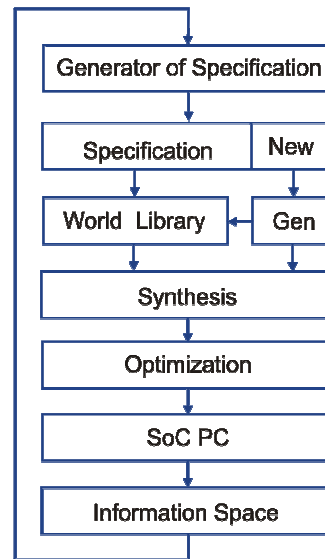 Generator of Specification
Specification New
World Library Gen
Synthesis
Optimization
SoC PC
Information Space